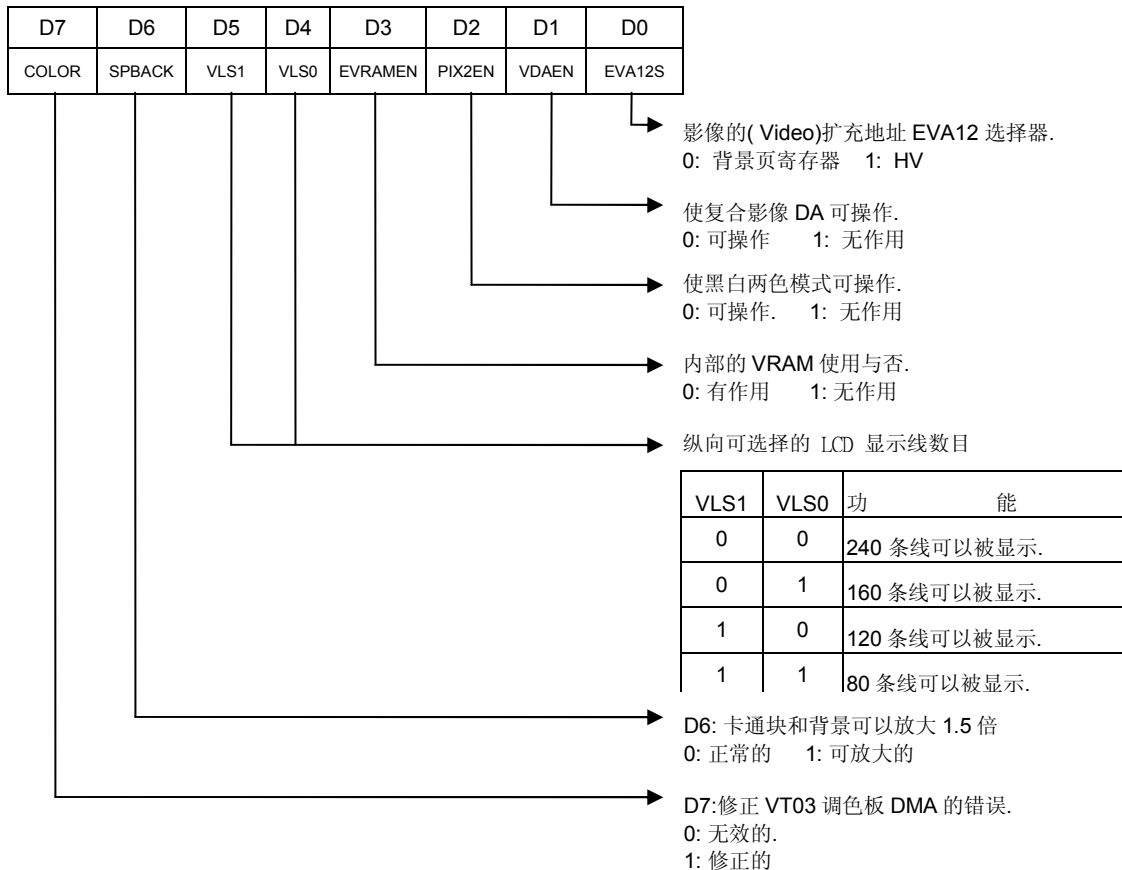 D7 D6 D5 D4 D3 D2 D1 D0
COLOR SPBACK VLS1 VLS0 EVRAMEN PIX2EN VDAEN EVA12S
影像的( Video)扩充地址 EVA12 选择器.
0: 背景页寄存器 1: HV
使复合影像 DA 可操作.
0: 可操作 1: 无作用
使黑白两色模式可操作.
0: 可操作. 1: 无作用
内部的 VRAM 使用与否.
0: 有作用 1: 无作用
纵向可选择的 LCD 显示线数目
VLS1 VLS0 功 能
0 0 240 条线可以被显示.
0 1 160 条线可以被显示.
1 0 120 条线可以被显示.
1 1 80 条线可以被显示.
D6: 卡通块和背景可以放大 1.5 倍
0: 正常的 1: 可放大的
D7:修正 VT03 调色板 DMA 的错误.
0: 无效的.
1: 修正的